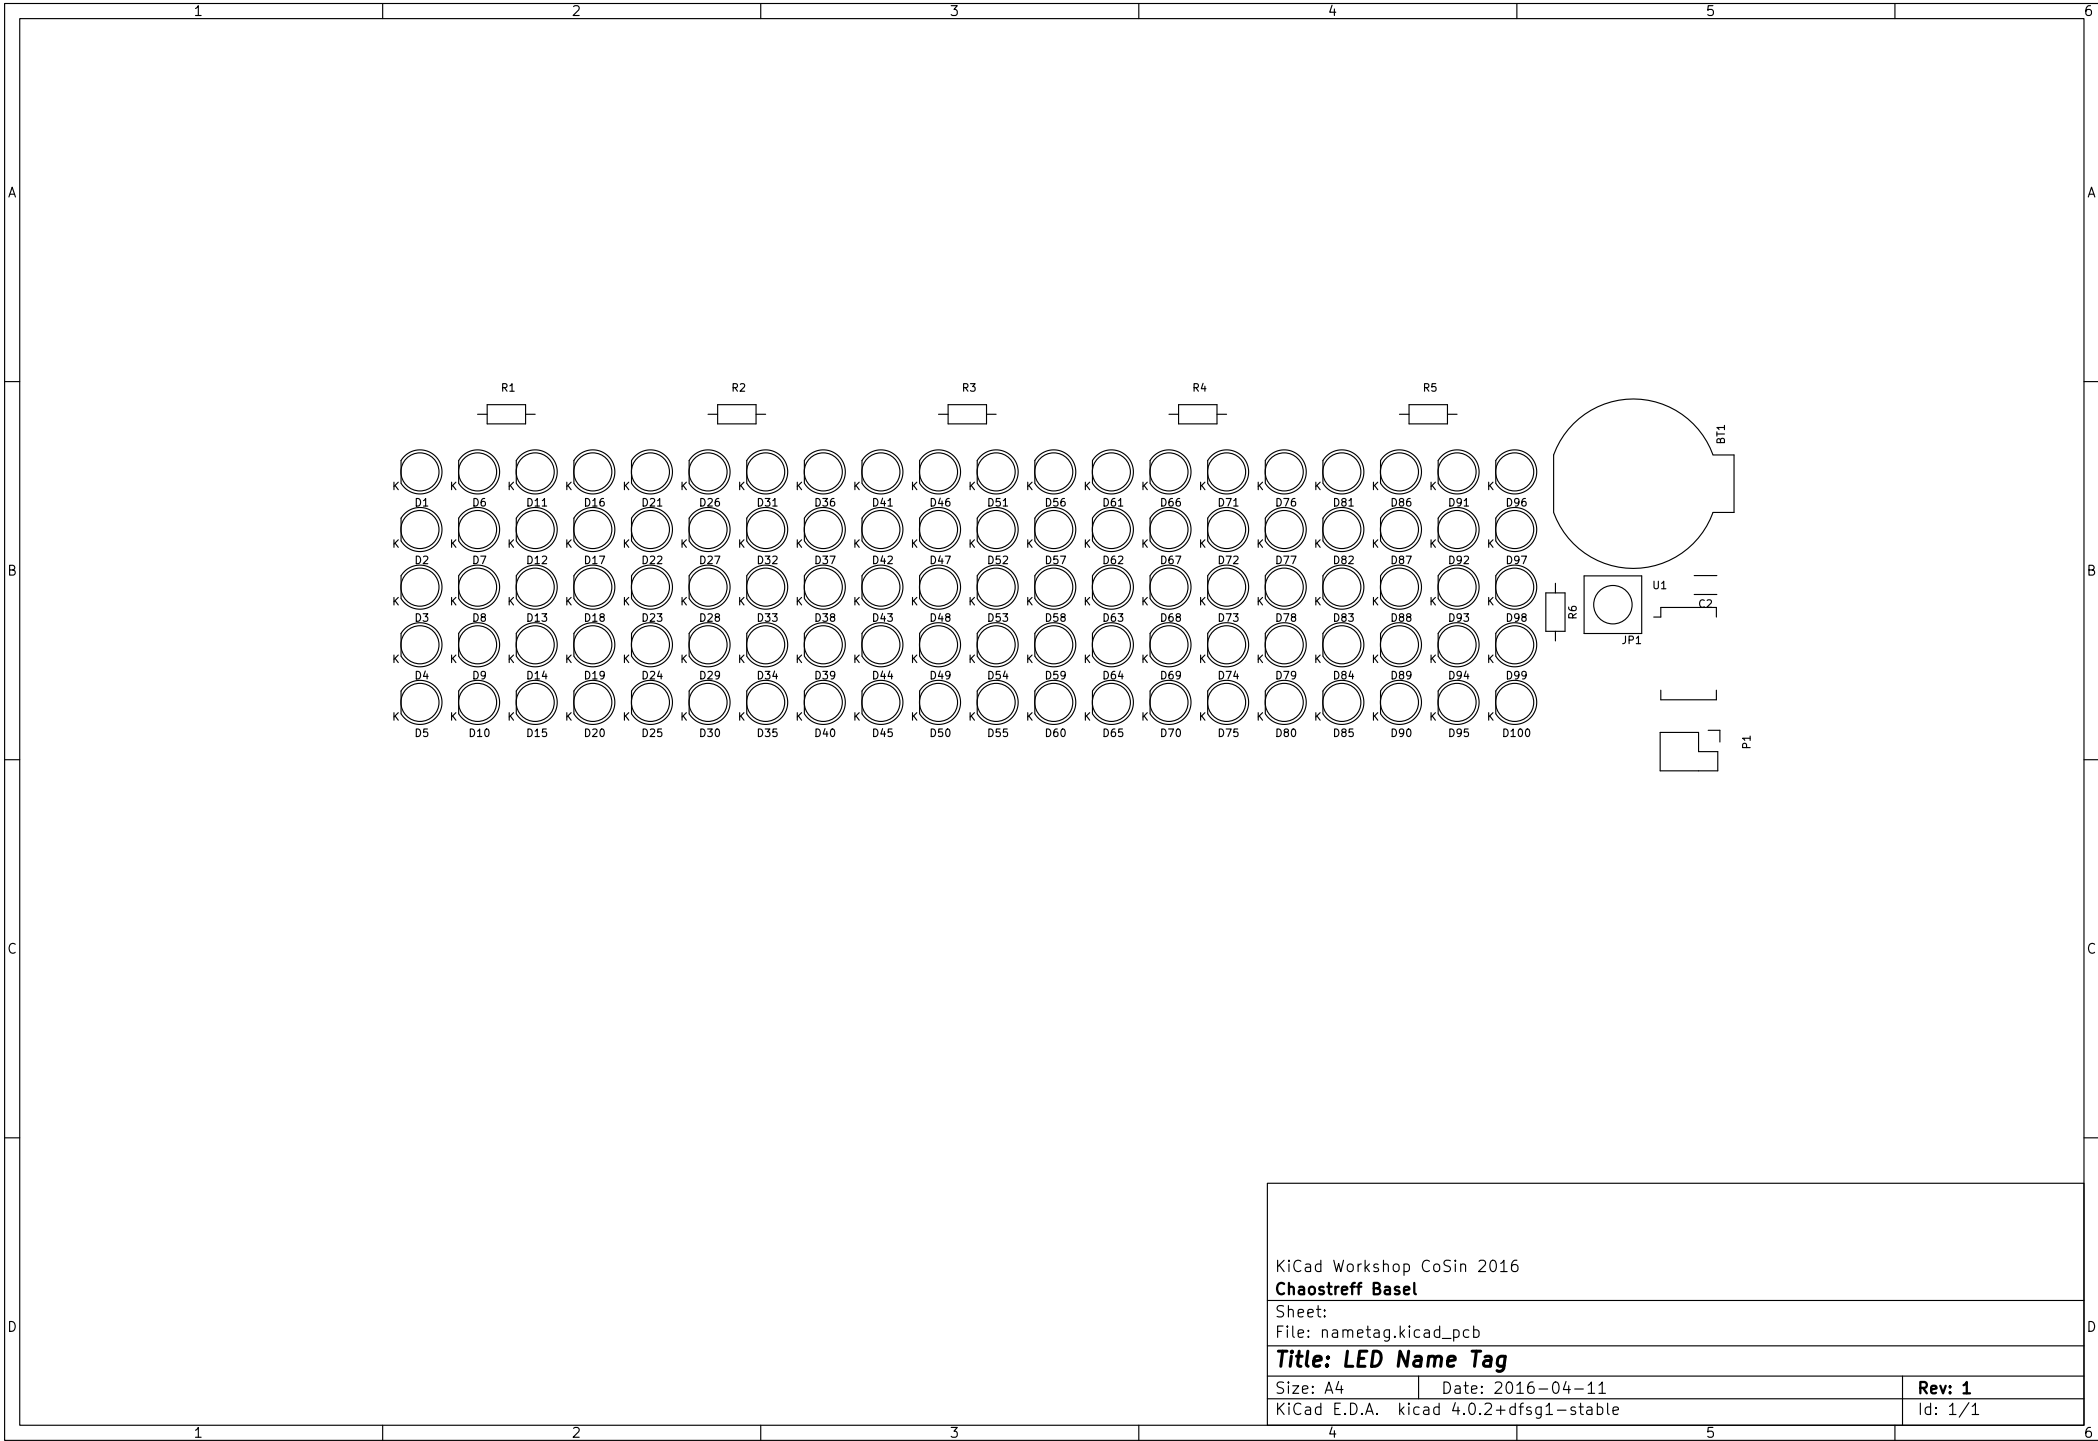 1 2 3 4 5 6
A A
R1 R2 R3 R4 R5
BT1
K K K K K K K K K K K K K K K K K K K K
D1 D6 D11 D16 D21 D26 D31 D36 D41 D46 D51 D56 D61 D66 D71 D76 D81 D86 D91 D96
K K K K K K K K K K K K K K K K K K K K
D2 D7 D12 D17 D22 D27 D32 D37 D42 D47 D52 D57 D62 D67 D72 D77 D82 D87 D92 D97
B B
U1
K K K K K K K K K K K K K K K K K K K K
C2
R6
D3 D8 D13 D18 D23 D28 D33 D38 D43 D48 D53 D58 D63 D68 D73 D78 D83 D88 D93 D98
JP1
K K K K K K K K K K K K K K K K K K K K
D4 D9 D14 D19 D24 D29 D34 D39 D44 D49 D54 D59 D64 D69 D74 D79 D84 D89 D94 D99
K K K K K K K K K K K K K K K K K K K K
D5 D10 D15 D20 D25 D30 D35 D40 D45 D50 D55 D60 D65 D70 D75 D80 D85 D90 D95 D100
P1
C C
KiCad Workshop CoSin 2016
Chaostreff Basel
Sheet:
D D
File: nametag.kicad_pcb
Title: LED Name Tag
Size: A4 Date: 2016-04-11 Rev: 1
KiCad E.D.A. kicad 4.0.2+dfsg1-stable Id: 1/1
1 2 3 4 5 6